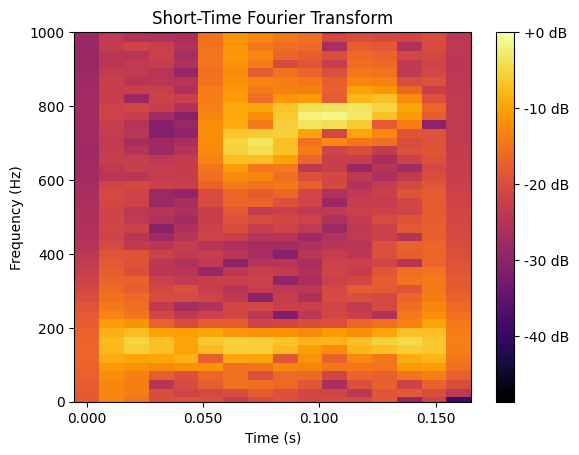 Short-Time Fourier Transform
1000
800
600
400
200
0
Frequency (Hz)
0.000
0.050
0.100
0.150
Time (s)
+0 dB
-10 dB
-20 dB
-30 dB
-40 dB